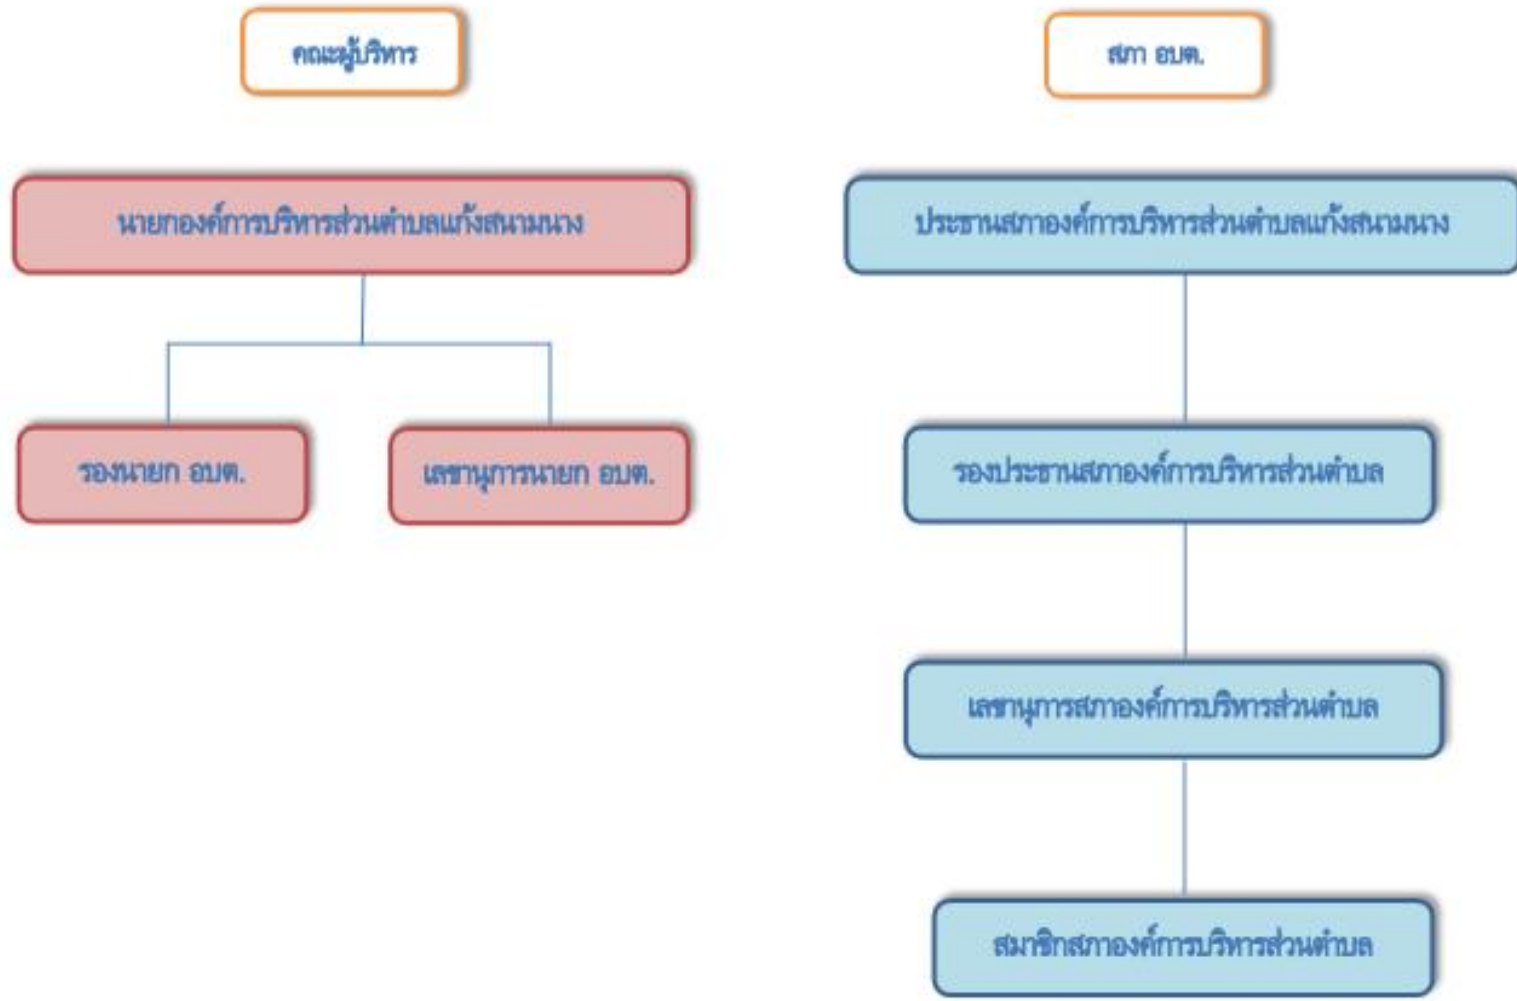 คณะผู้บริหาร
สภา อบต.
นายกองค์การบริหารส่วนตำบลแก้งสนามนาง
ประธานสภาองค์การบริหารส่วนตำบลแก้งสนามนาง
รองนายก อบต.
เลขานุการนายก อบต.
รองประธานสภาองค์การบริหารส่วนตำบล
เลขานุการสภาองค์การบริหารส่วนตำบล
สมาชิกสภาองค์การบริหารส่วนตำบล